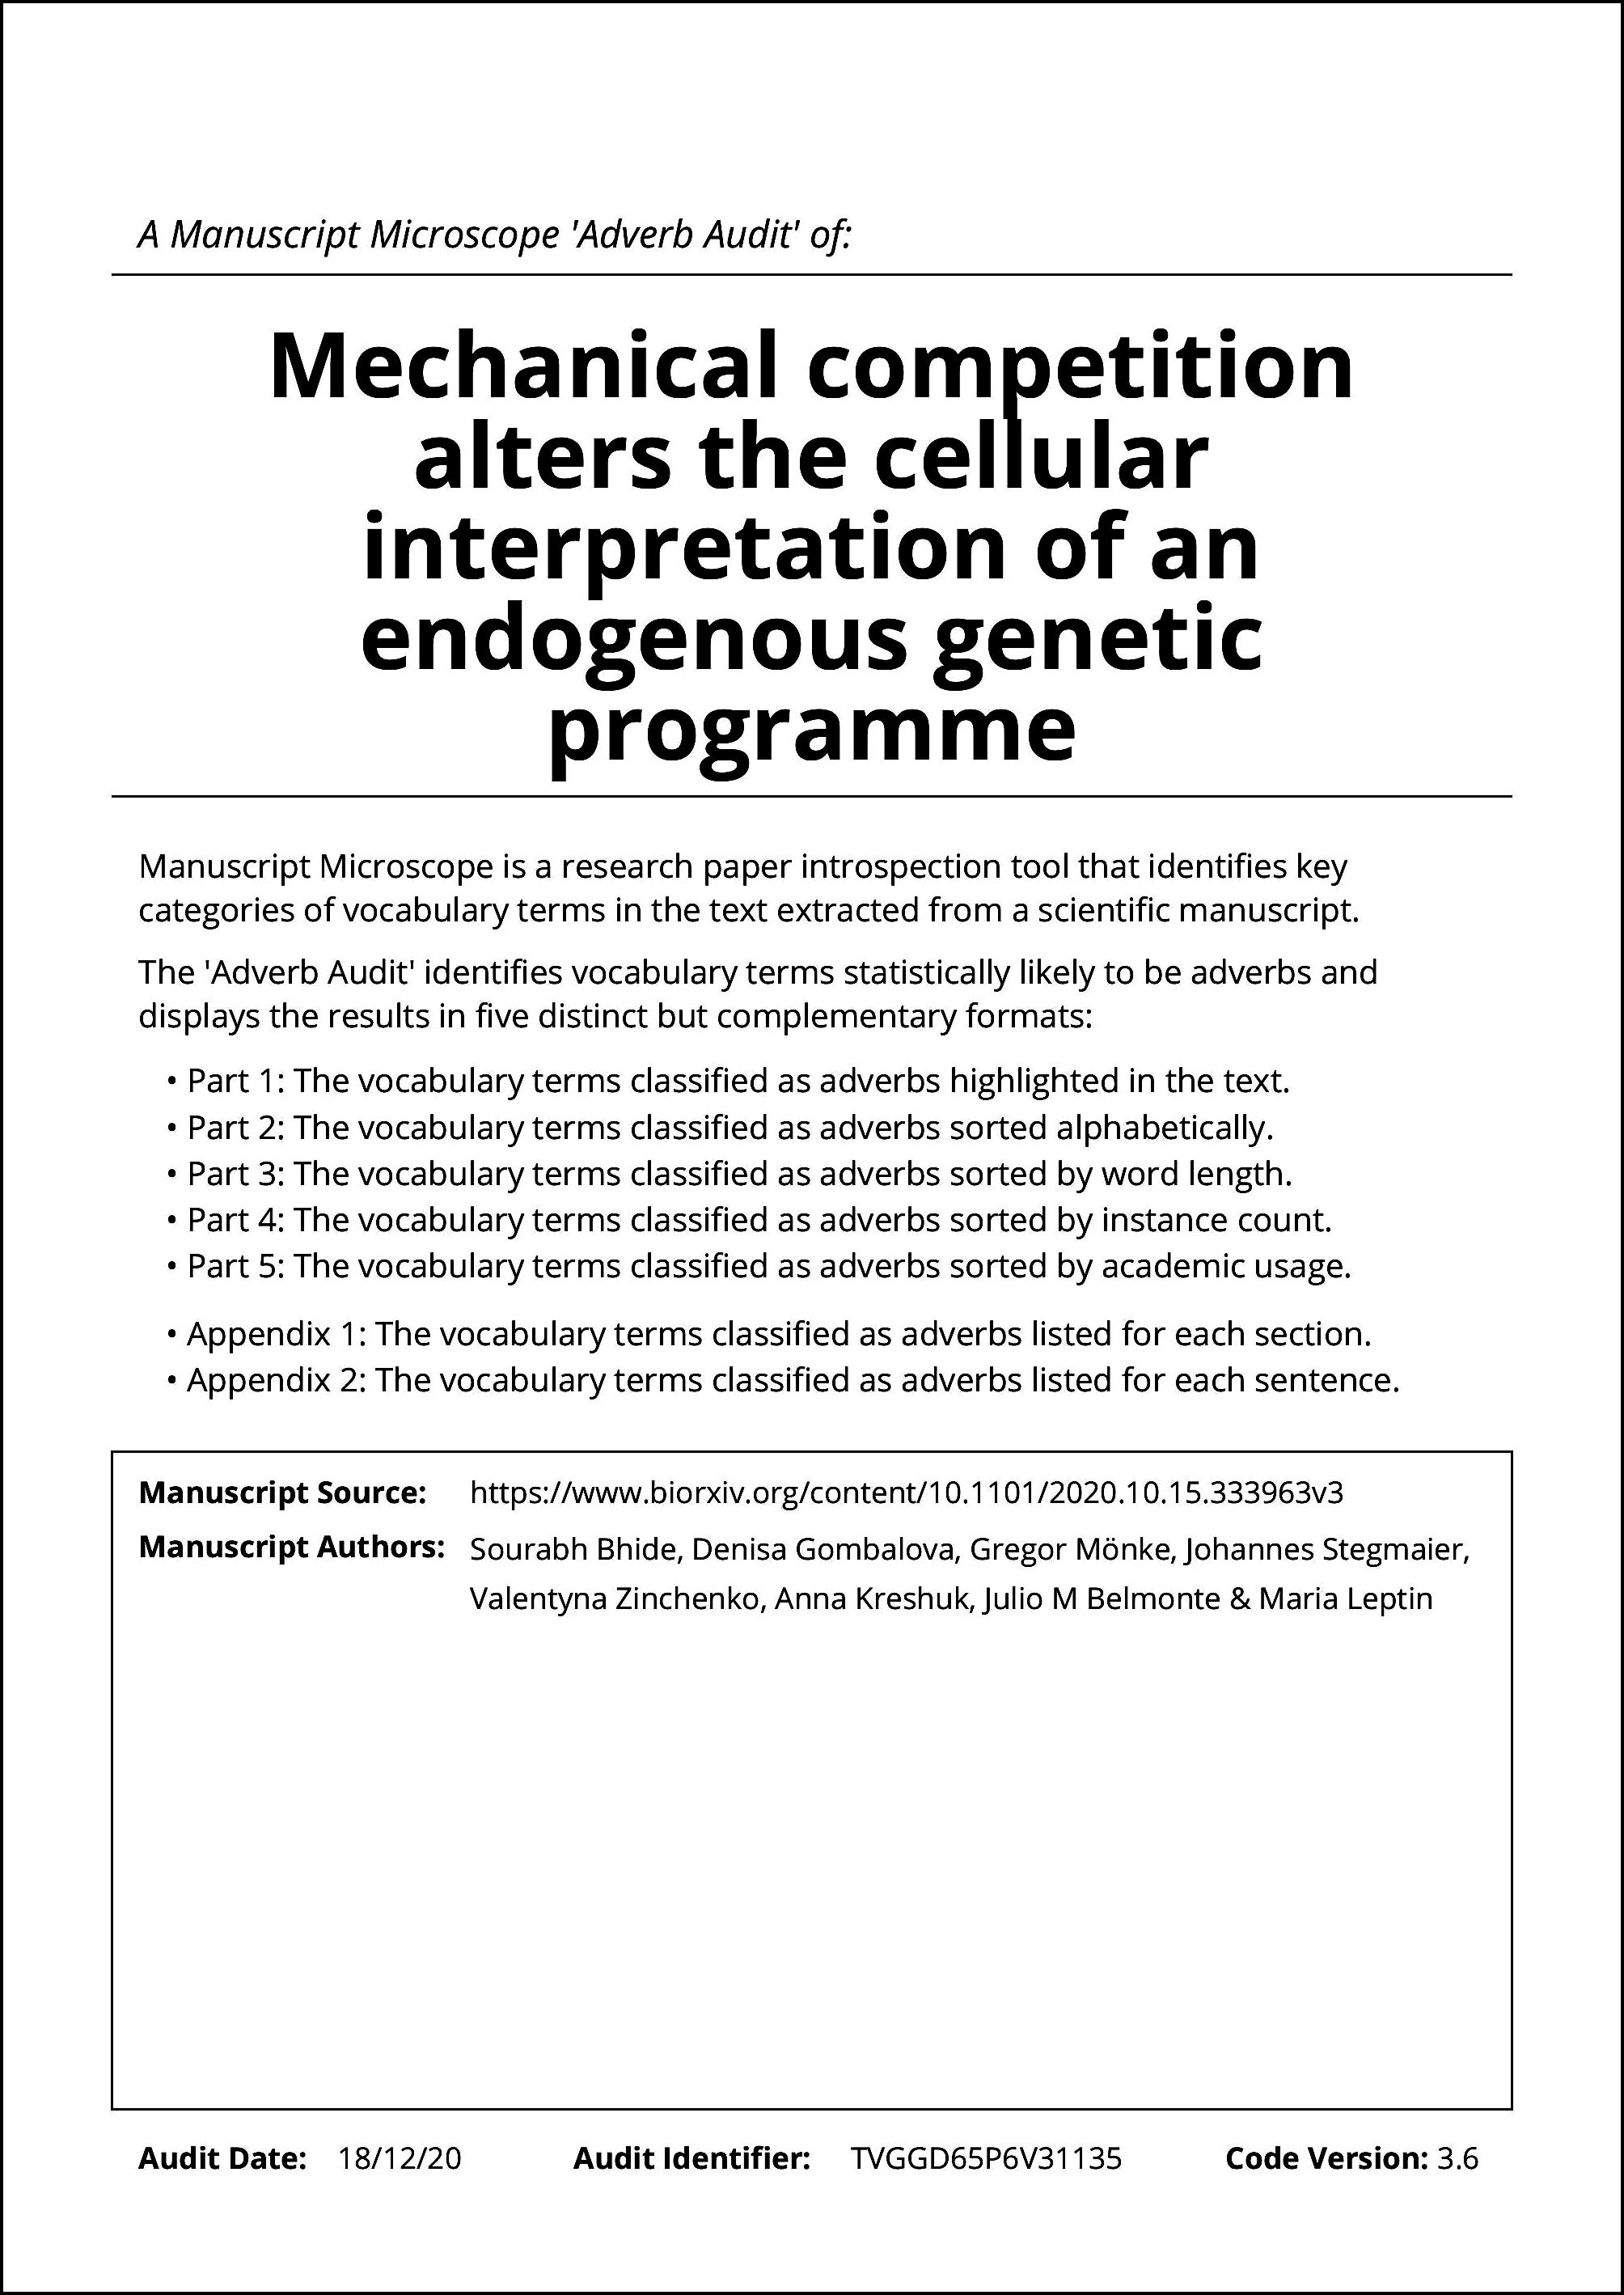 A Manuscript Microscope 'Adverb Audit' of:
Mechanical competition
alters the cellular
interpretation of an
endogenous genetic
programme
Manuscript Microscope is a research paper introspection tool that identifies key
categories of vocabulary terms in the text extracted from a scientific manuscript.
The 'Adverb Audit' identifies vocabulary terms statistically likely to be adverbs and
displays the results in five distinct but complementary formats:
• Part 1: The vocabulary terms classified as adverbs highlighted in the text.
• Part 2: The vocabulary terms classified as adverbs sorted alphabetically.
• Part 3: The vocabulary terms classified as adverbs sorted by word length.
• Part 4: The vocabulary terms classified as adverbs sorted by instance count.
• Part 5: The vocabulary terms classified as adverbs sorted by academic usage.
• Appendix 1: The vocabulary terms classified as adverbs listed for each section.
• Appendix 2: The vocabulary terms classified as adverbs listed for each sentence.
Manuscript Source: https://www.biorxiv.org/content/10.1101/2020.10.15.333963v3
Manuscript Authors: Sourabh Bhide, Denisa Gombalova, Gregor Mönke, Johannes Stegmaier,
Valentyna Zinchenko, Anna Kreshuk, Julio M Belmonte & Maria Leptin
Audit Date: 18/12/20 Audit Identifier: TVGGD65P6V31135 Code Version: 3.6